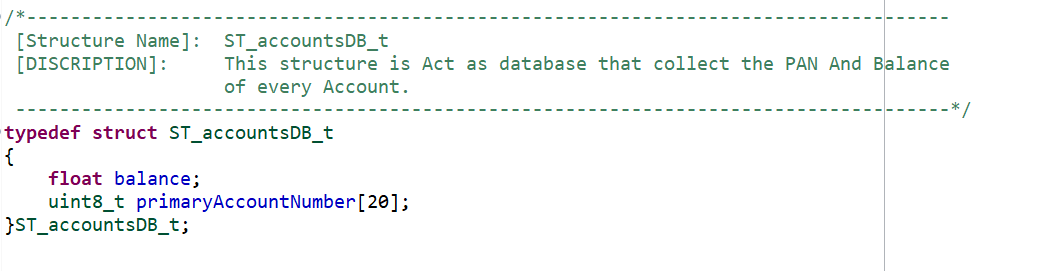 /*------------------------------------------------------------------------------------
[Structure Name]:  ST_accountsDB_t
[DISCRIPTION]:     This structure is Act as database that collect the PAN And Balance
                   of every Account.
-------------------------------------------------------------------------------------*/
typedef struct ST_accountsDB_t
{
    float balance;
    uint8_t primaryAccountNumber[20];
}ST_accountsDB_t;